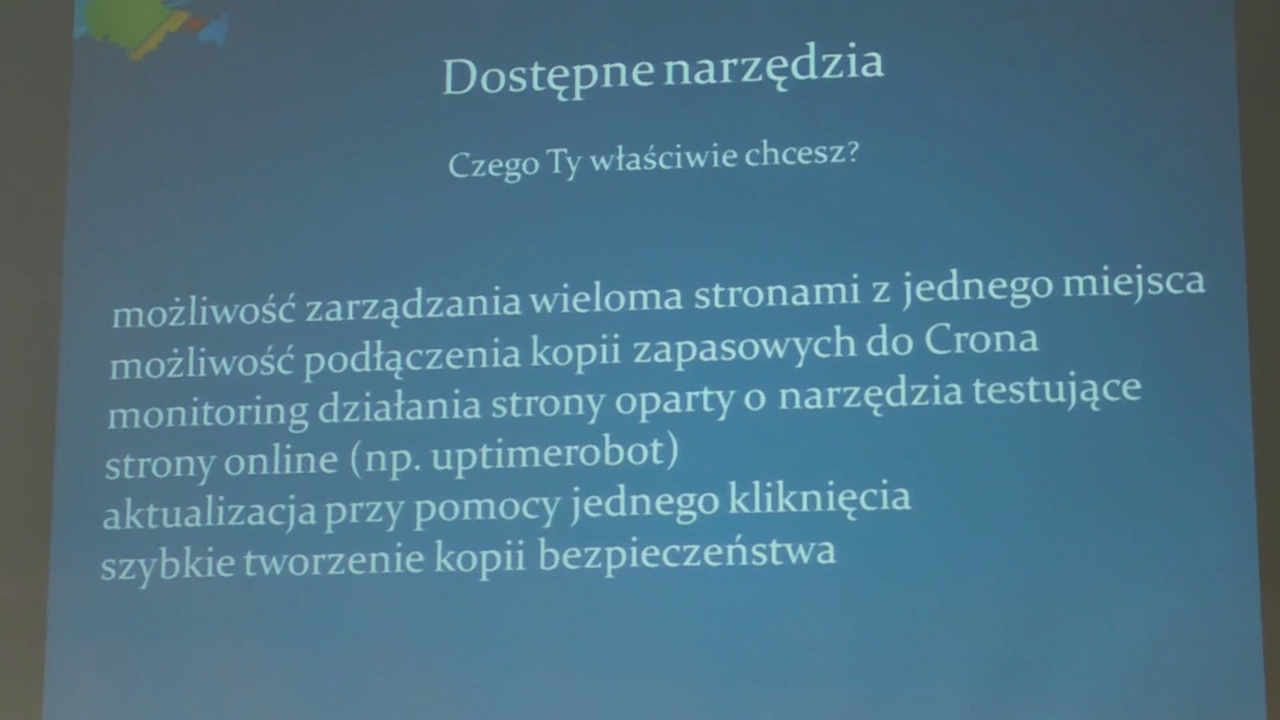 Dostępne narzędzia
Czego Ty właściwie chcesz?
możliwość zarządzania wieloma stronami z jednego miejsca
możliwość podłączenia kopii zapasowych do Crona
monitoring działania strony oparty o narzędzia testujące
strony online (np. uptimerobot)
aktualizacja przy pomocy jednego kliknięcia
szybkie tworzenie kopii bezpieczeństwa